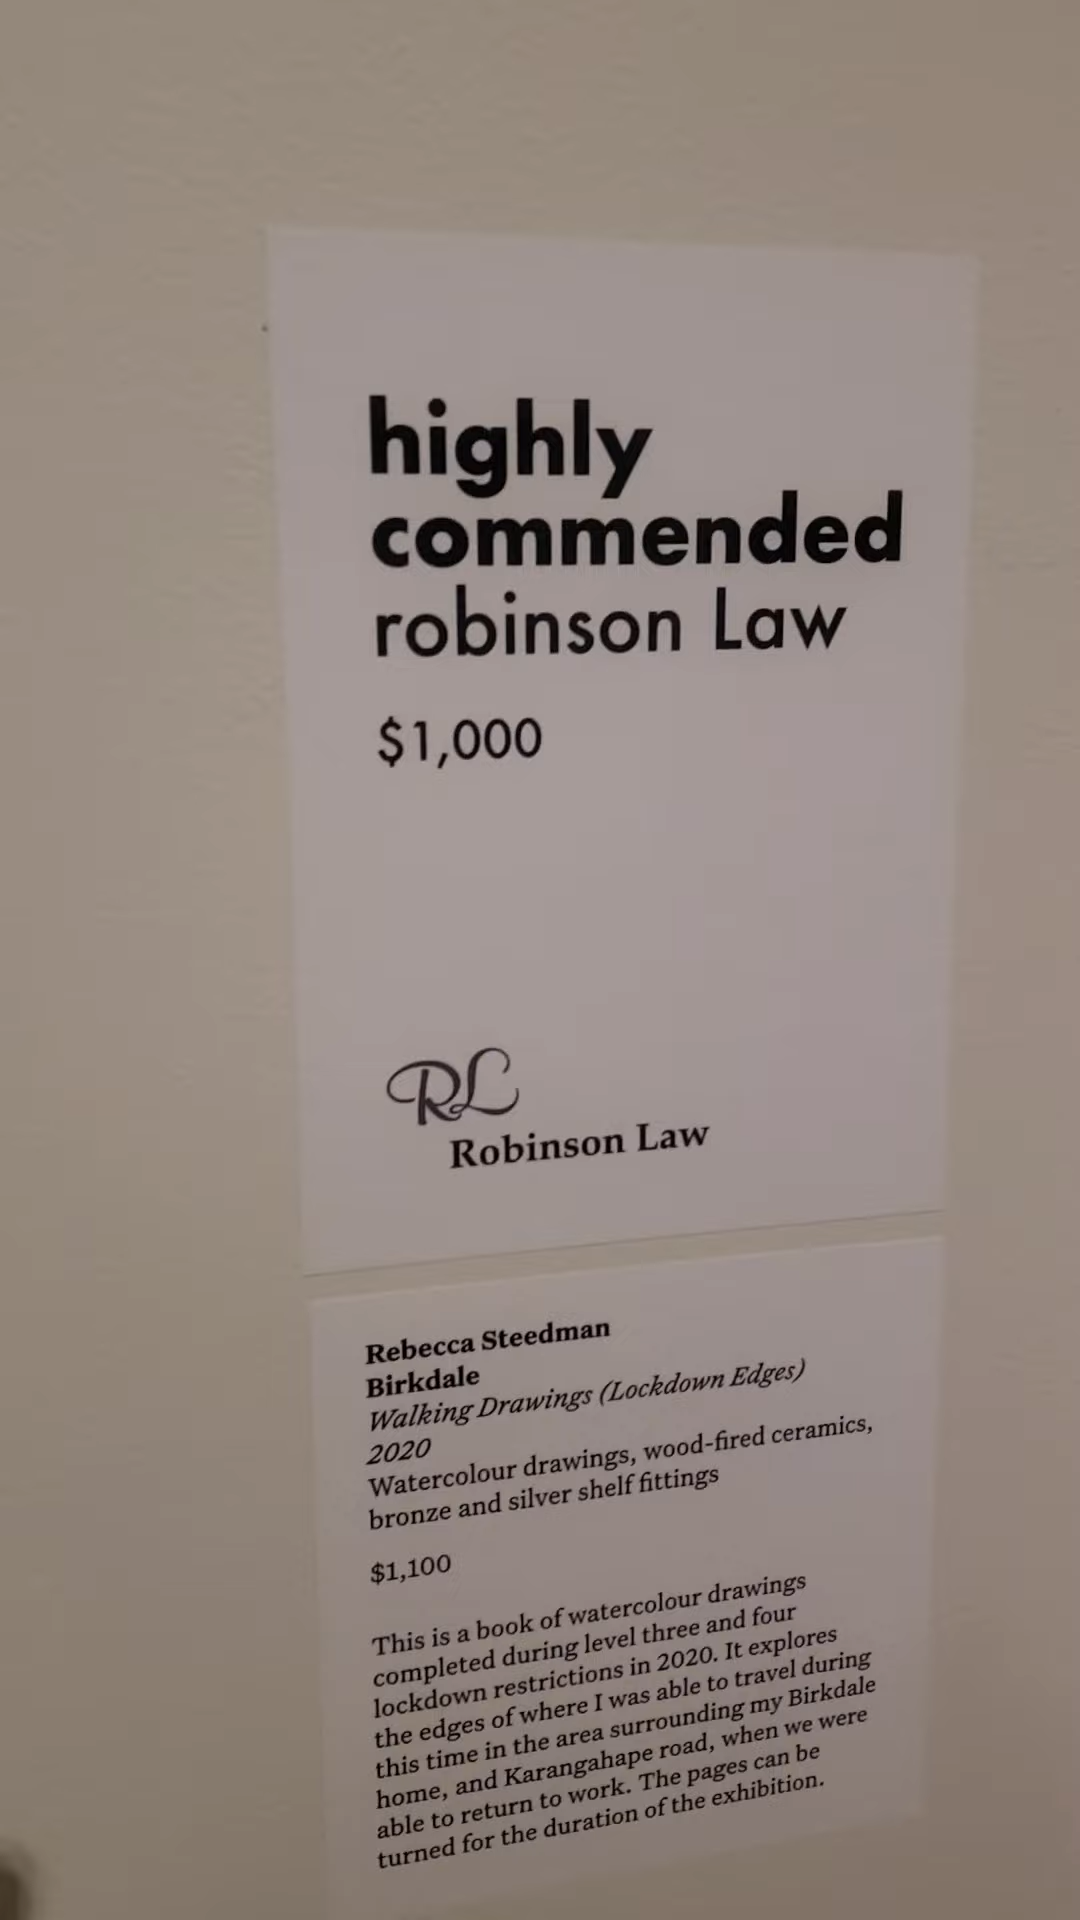 highly
commended
robinson Law
$1,000
RL
Robinson Law
Rebecca Steedman
Birkdale
Walking Drawings (Lockdown Edges)
2020
Watercolour drawings, wood-fired ceramics,
bronze and silver shelf fittings
$1,100
This is a book of watercolour drawings
completed during level three and four
lockdown restrictions in 2020. It explores
the edges of where I was able to travel during
this time in the area surrounding my Birkdale
home, and Karangahape road, when we were
able to return to work. The pages can be
turned for the duration of the exhibition.